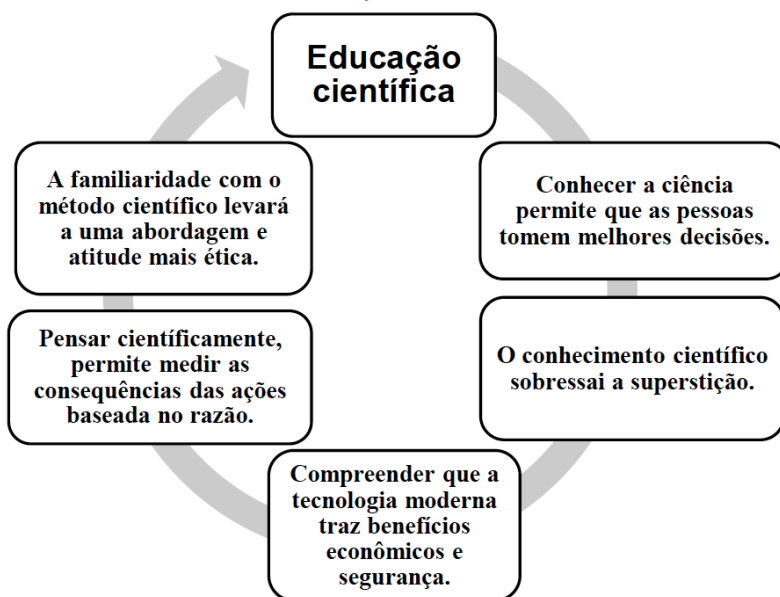 Educação
científica
Conhecer a ciência
permite que as pessoas
tomem melhores decisões.
O conhecimento científico
sobressai a superstição.
Compreender que a
tecnologia moderna
traz benefícios
econômicos e
segurança.
Pensar científicamente,
permite medir as
consequências das ações
baseada no razão.
A familiaridade com o
método científico levará
a uma abordagem e
atitude mais ética.